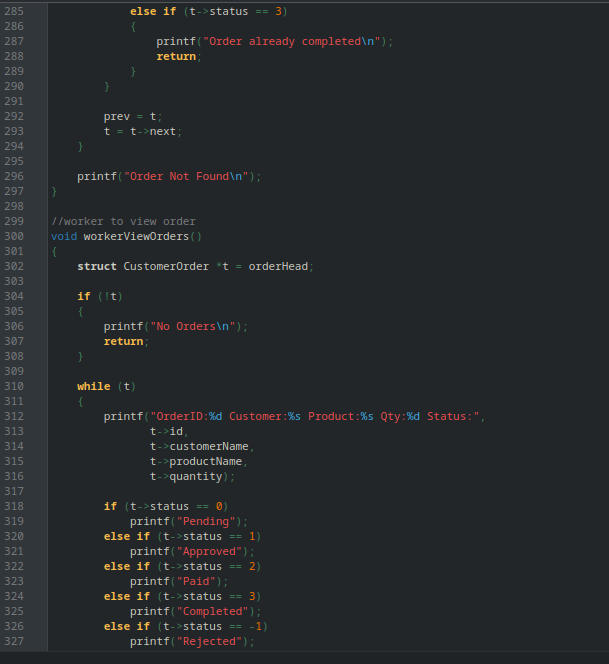 285            else if (t->status == 3)
286            {
287                printf("Order already completed\n");
288                return;
289            }
290        }
291
292        prev = t;
293        t = t->next;
294    }
295
296    printf("Order Not Found\n");
297 }
298
299 //worker to view order
300 void workerViewOrders()
301 {
302    struct CustomerOrder *t = orderHead;
303
304    if (!t)
305    {
306        printf("No Orders\n");
307        return;
308    }
309
310    while (t)
311    {
312        printf("OrderID:%d Customer:%s Product:%s Qty:%d Status:",
313               t->id,
314               t->customerName,
315               t->productName,
316               t->quantity);
317
318        if (t->status == 0)
319            printf("Pending");
320        else if (t->status == 1)
321            printf("Approved");
322        else if (t->status == 2)
323            printf("Paid");
324        else if (t->status == 3)
325            printf("Completed");
326        else if (t->status == -1)
327            printf("Rejected");